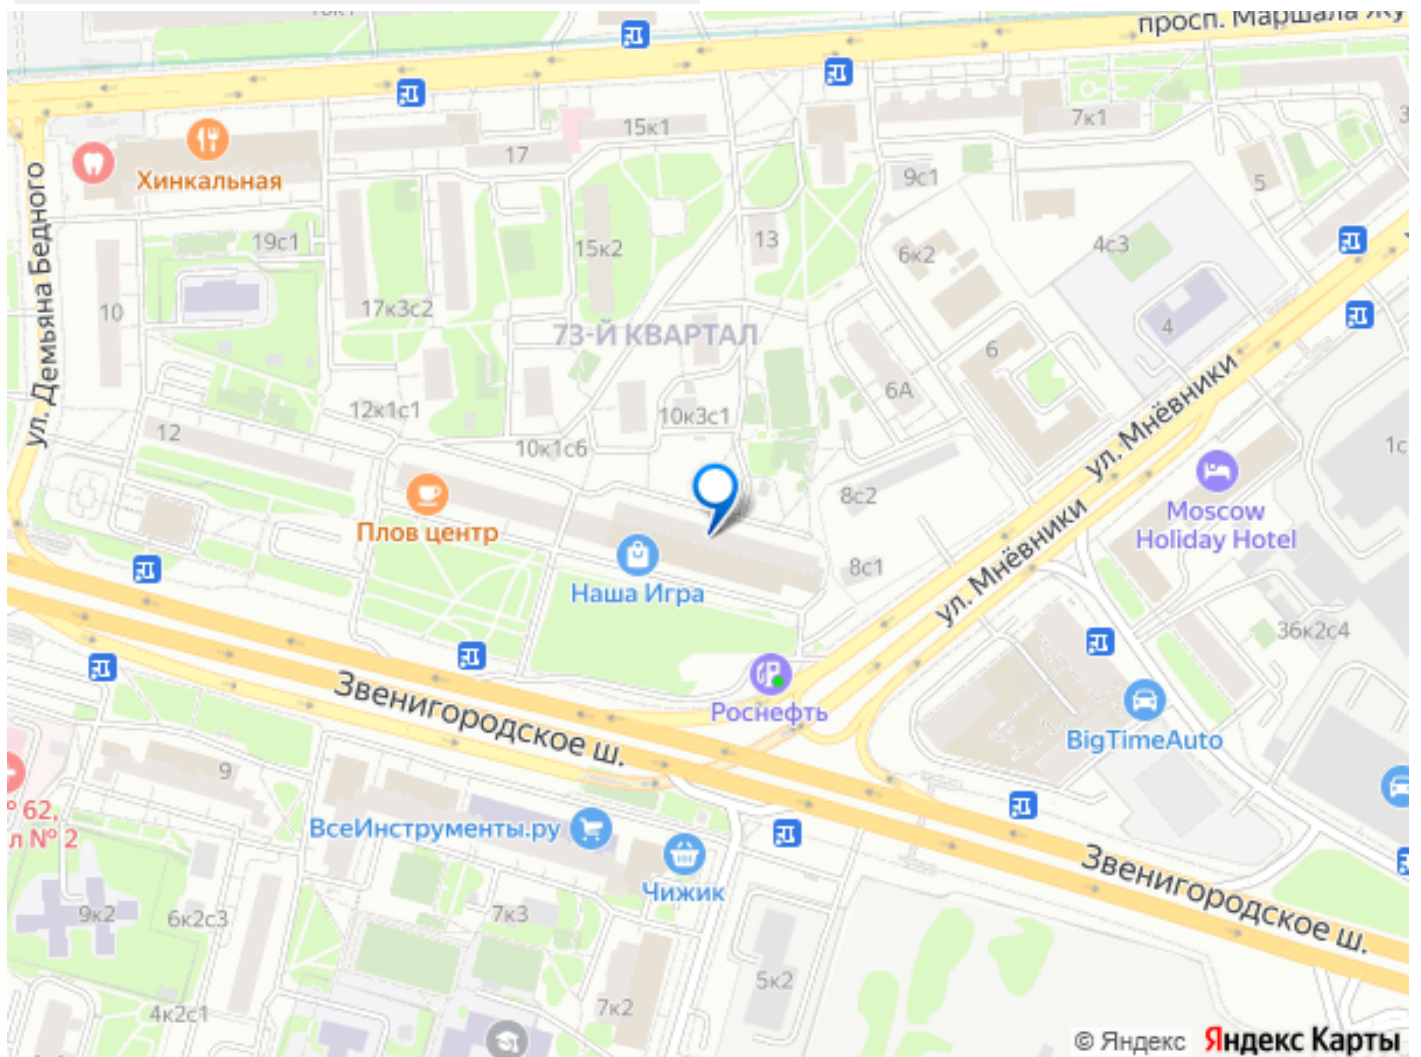 просп. Маршала Жу
15к1
7к1
17
Хинкальная
9с1
5
19с1
13
15к2
6к2
4с3
ул. Демьяна Бедного
10
17к3с2
73-Й КВАРТАЛ
4
6
6А
12к1с1
10к3с1
ул. Мнёвники
12
10к1с6
1с
8с2
Плов центр
Moscow
Holiday Hotel
ул. Мнёвники
8с1
Наша Игра
36к2с4
Звенигородское ш.
Роснефть
BigTimeAuto
9
° 62,
л № 2
ВсеИнструменты.ру
Чижик
Звенигородское ш.
9к2
6к2с3
7к3
5к2
7к2
4к2с1
© Яндекс Яндекс Карты